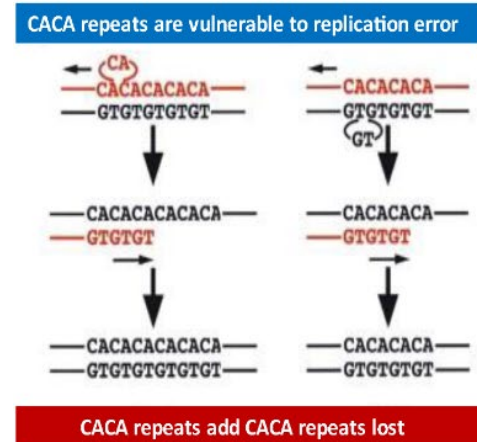 CACA repeats are vulnerable to replication error
CA
CACACACACA
GTGTGTGTGT
CACACACA
GTGTGTGT
GT
CACACACACACA
GTGTGT
CACACACA
GTGTGT
CACACACACACA
GTGTGTGTGTGT
CACACACA
GTGTGTGT
CACA repeats add CACA repeats lost